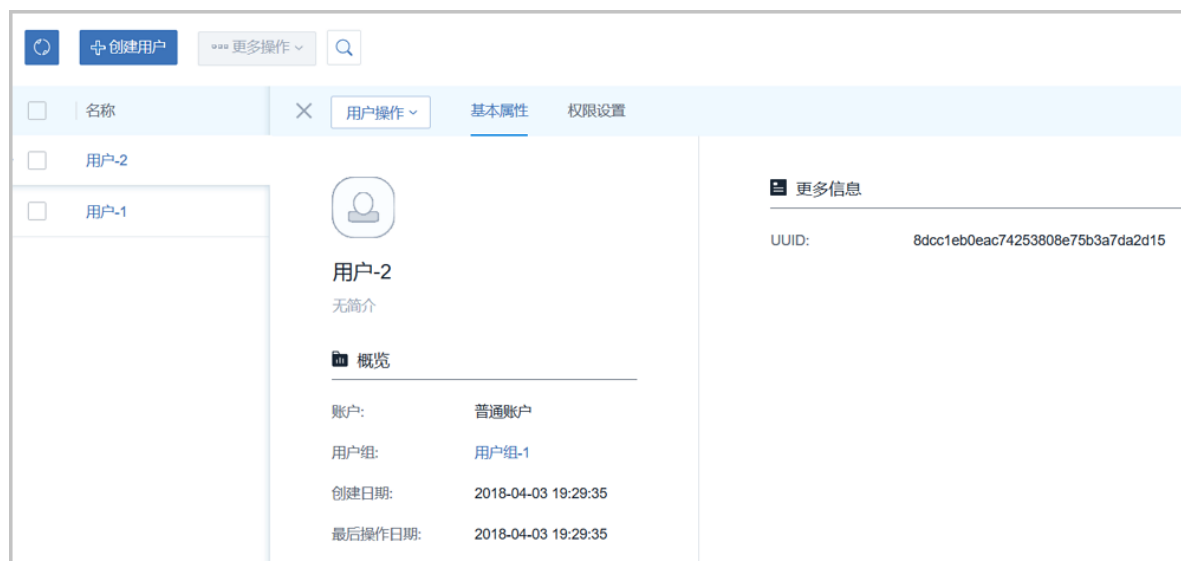 创建用户
更多操作
名称
用户操作
基本属性
权限设置
用户-2
用户-1
用户-2
无简介
概览
账户: 普通账户
用户组: 用户组-1
创建日期: 2018-04-03 19:29:35
最后操作日期: 2018-04-03 19:29:35
更多信息
UUID: 8dcc1eb0eac74253808e75b3a7da2d15